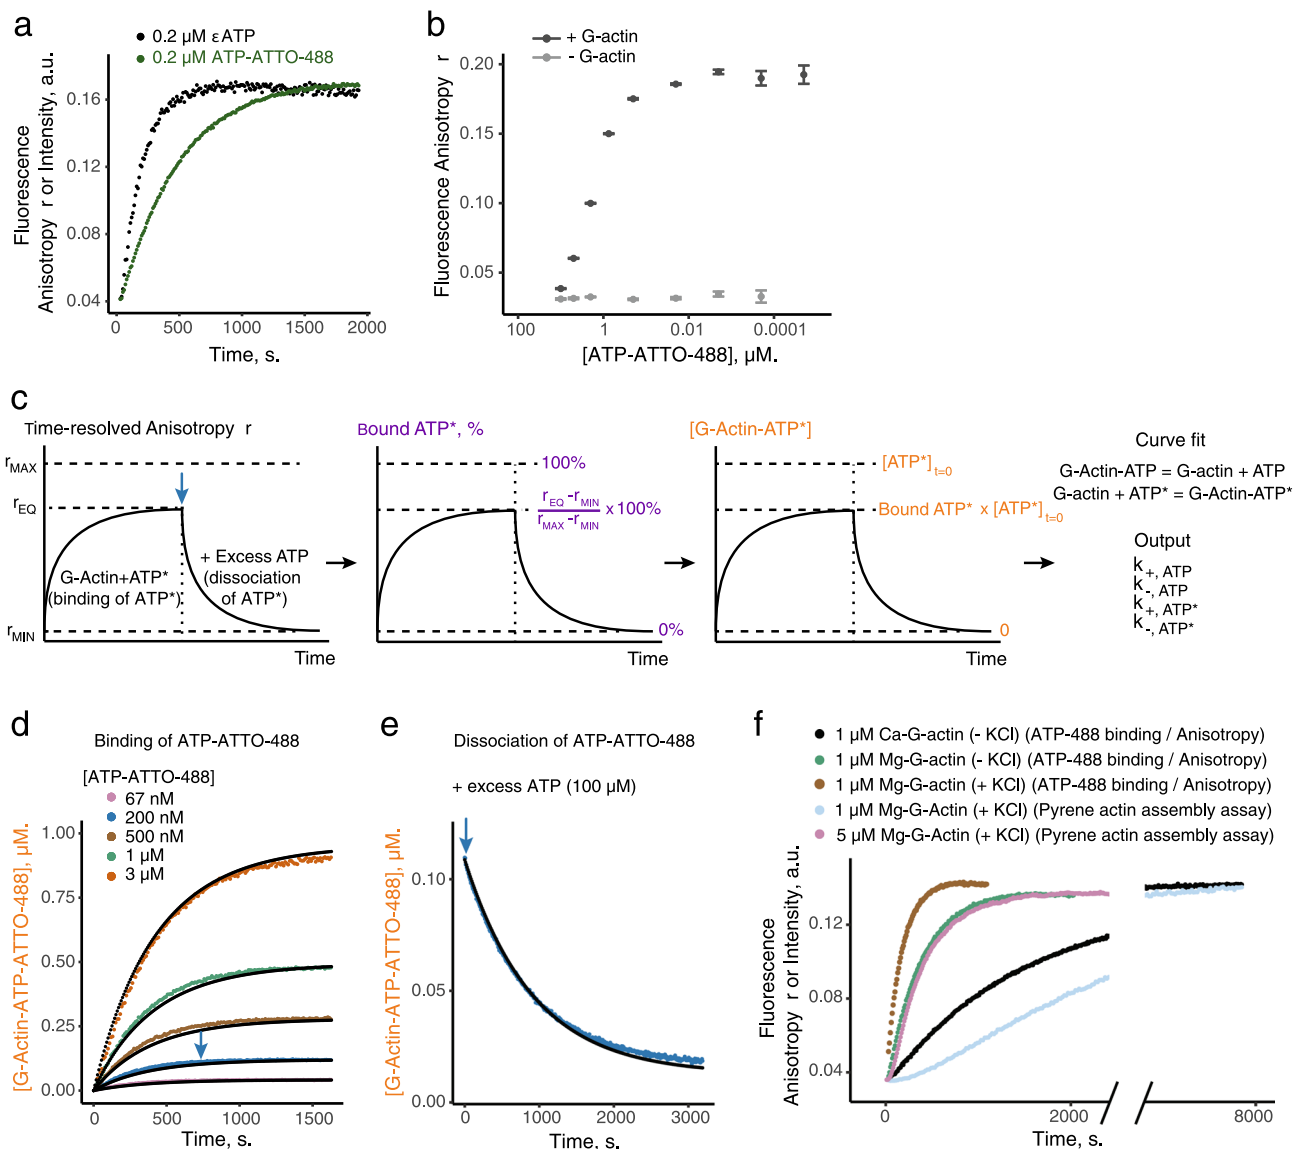 a
0.2 µM εATP
0.2 µM ATP-ATTO-488
Fluorescence
Anisotropy r or Intensity, a.u.
0.16
0.12
0.08
0.04
0
500
1000
1500
2000
Time, s.
b
+ G-actin
- G-actin
Fluorescence Anisotropy r
0.20
0.15
0.10
0.05
100
1
0.01
0.0001
[ATP-ATTO-488], µM.
c
Time-resolved Anisotropy r
rMAX
rEQ
rMIN
G-Actin+ATP*
(binding of ATP*)
+ Excess ATP
(dissociation
of ATP*)
Time
Bound ATP*, %
100%
rEQ -rMIN
rMAX -rMIN
x 100%
0%
Time
[G-Actin-ATP*]
[ATP*]t=0
Bound ATP* x [ATP*]t=0
0
Time
Curve fit
G-Actin-ATP = G-actin + ATP
G-actin + ATP* = G-Actin-ATP*
Output
k+, ATP
k-, ATP
k+, ATP*
k-, ATP*
d
Binding of ATP-ATTO-488
[ATP-ATTO-488]
67 nM
200 nM
500 nM
1 µM
3 µM
[G-Actin-ATP-ATTO-488], µM.
1.00
0.75
0.50
0.25
0.00
0
500
1000
1500
Time, s.
e
Dissociation of ATP-ATTO-488
+ excess ATP (100 µM)
[G-Actin-ATP-ATTO-488], µM.
0.10
0.05
0.00
0
1000
2000
3000
Time, s.
f
1 µM Ca-G-actin (- KCl) (ATP-488 binding / Anisotropy)
1 µM Mg-G-actin (- KCl) (ATP-488 binding / Anisotropy)
1 µM Mg-G-actin (+ KCl) (ATP-488 binding / Anisotropy)
1 µM Mg-G-Actin (+ KCl) (Pyrene actin assembly assay)
5 µM Mg-G-Actin (+ KCl) (Pyrene actin assembly assay)
Fluorescence
Anisotropy r or Intensity, a.u.
0.12
0.08
0.04
0
2000
8000
Time, s.